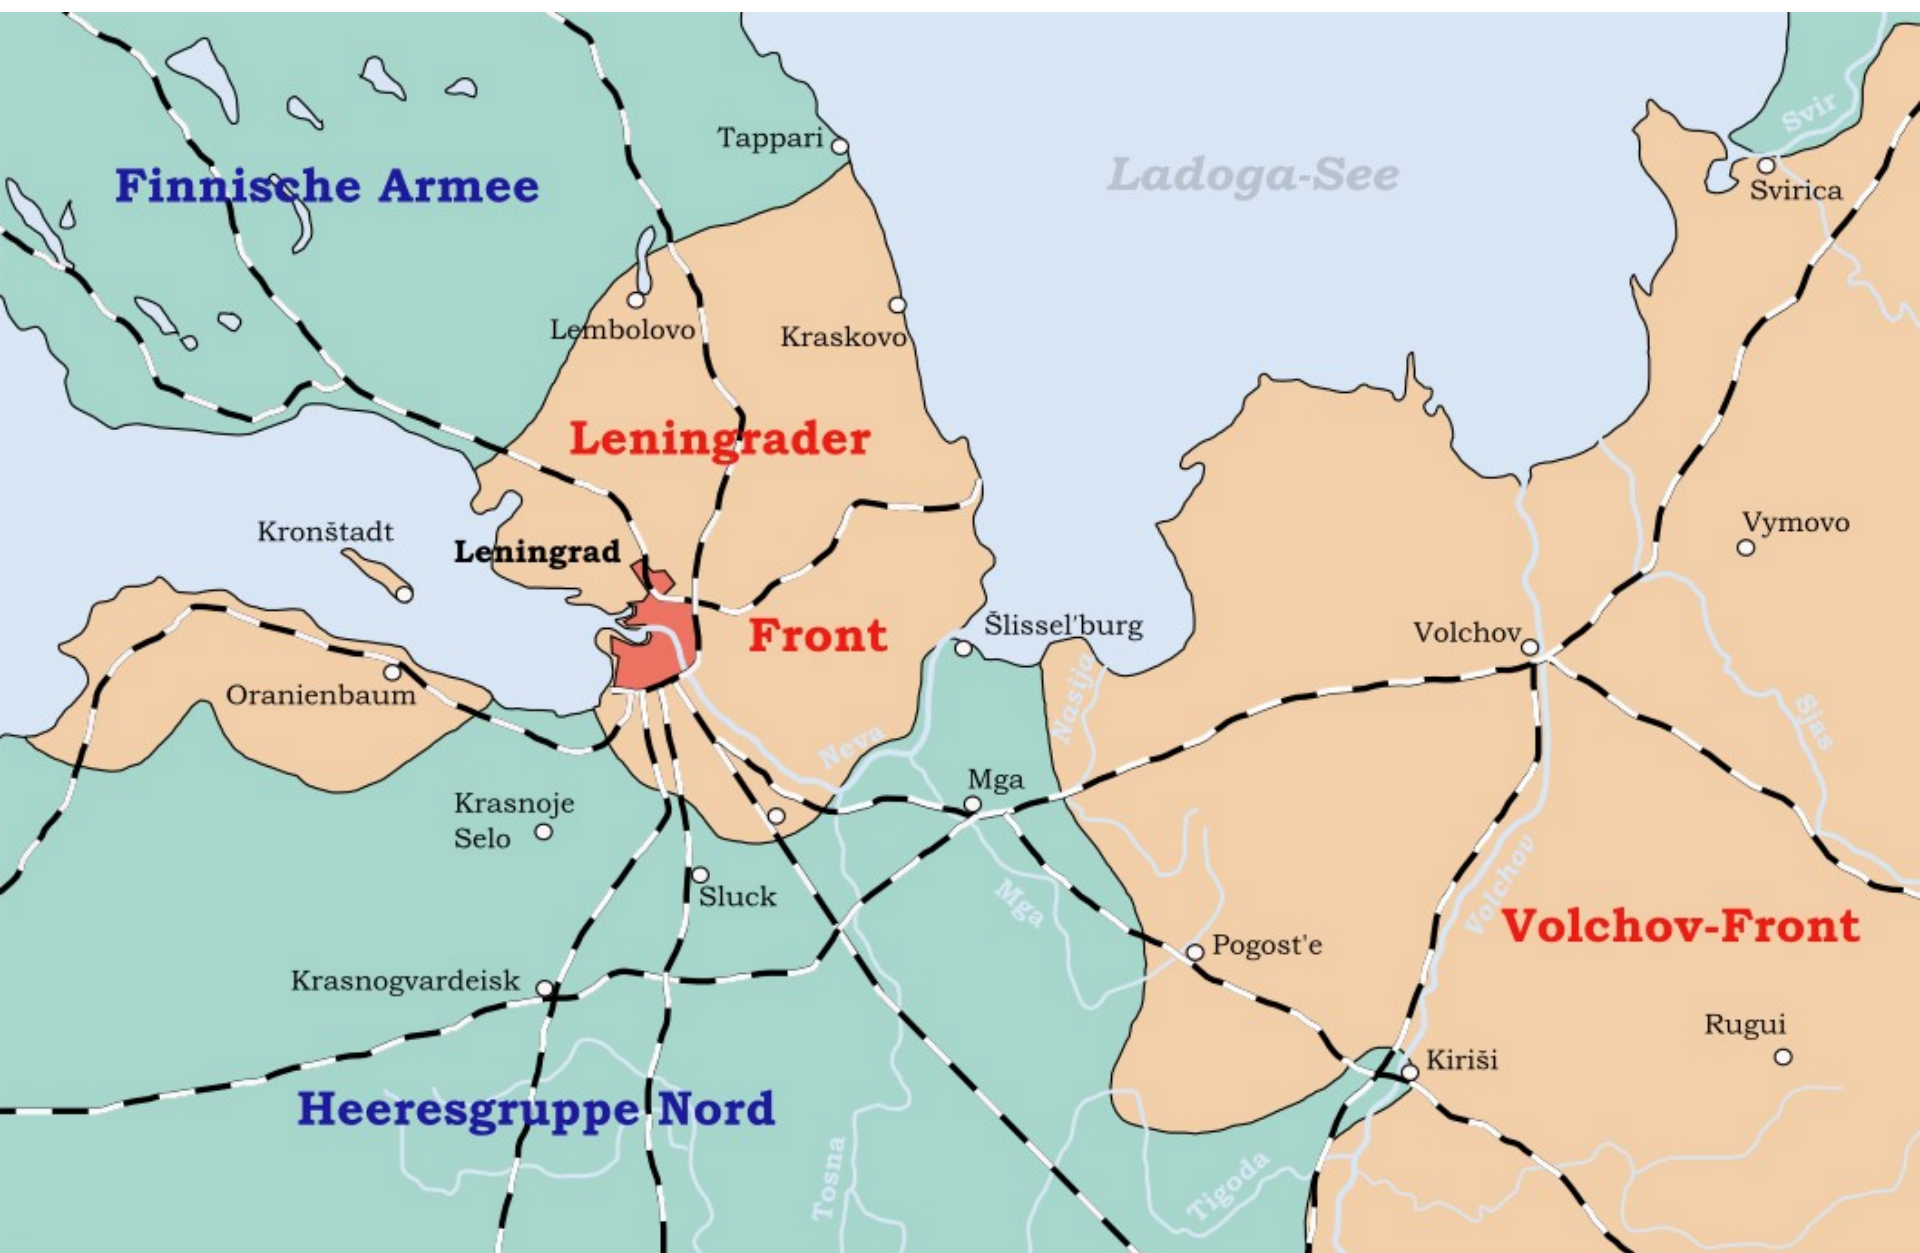 Tappari
Ladoga-See
Svir
Svirica
Finnische Armee
Lembolovo
Kraskovo
Leningrader
Kronštadt
Leningrad
Vymovo
Front
Šlissel'burg
Volchov
Oranienbaum
Nasija
Neva
Sjas
Mga
Krasnoje
Selo
Sluck
Mga
Volchov
Volchov-Front
Pogost'e
Krasnogvardeisk
Rugui
Kiriši
Heeresgruppe Nord
Tosna
Tigoda